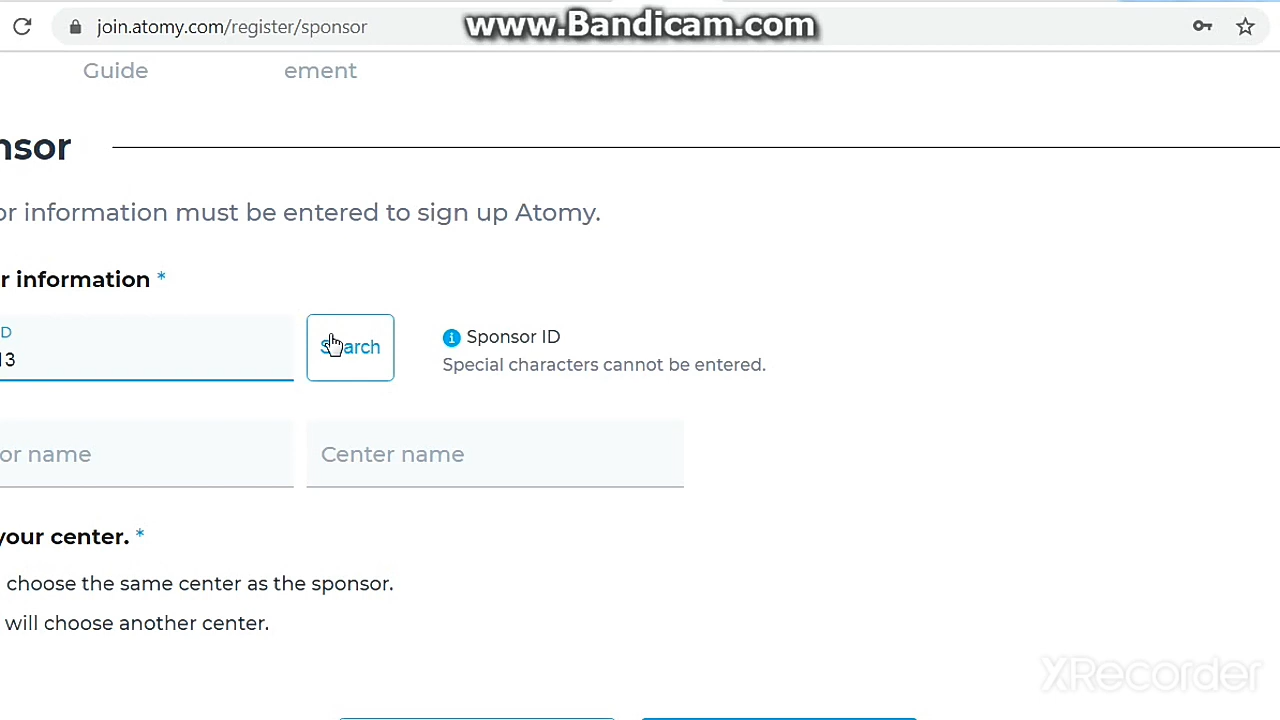 join.atomy.com/register/sponsor
www.Bandicam.com
Guide
ement
nsor
or information must be entered to sign up Atomy.
r information *
D
13
Search
Sponsor ID
Special characters cannot be entered.
or name
Center name
your center. *
choose the same center as the sponsor.
will choose another center.
XRecorder